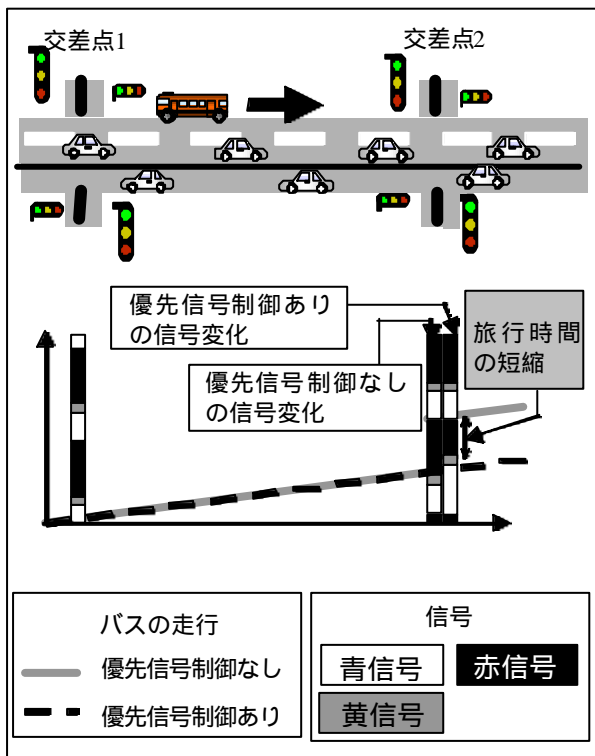 交差点1
交差点2
優先信号制御あり
の信号変化
優先信号制御なし
の信号変化
旅行時間
の短縮
バスの走行
優先信号制御なし
優先信号制御あり
信号
青信号
赤信号
黄信号